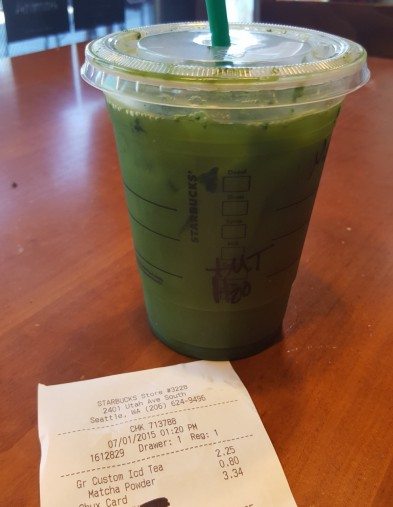 STARBUCKS®
Decaf
Shots
Syrup
Milk
STARBUCKS Store #3228
2401 Utah Ave South
Seattle, WA (206) 624-9496
CHK 713788
07/01/2015 01:20 PM
1612829 Drawer: 1 Reg: 1
Gr Custom Icd Tea 2.25
Matcha Powder 0.80
Sbux Card 3.34